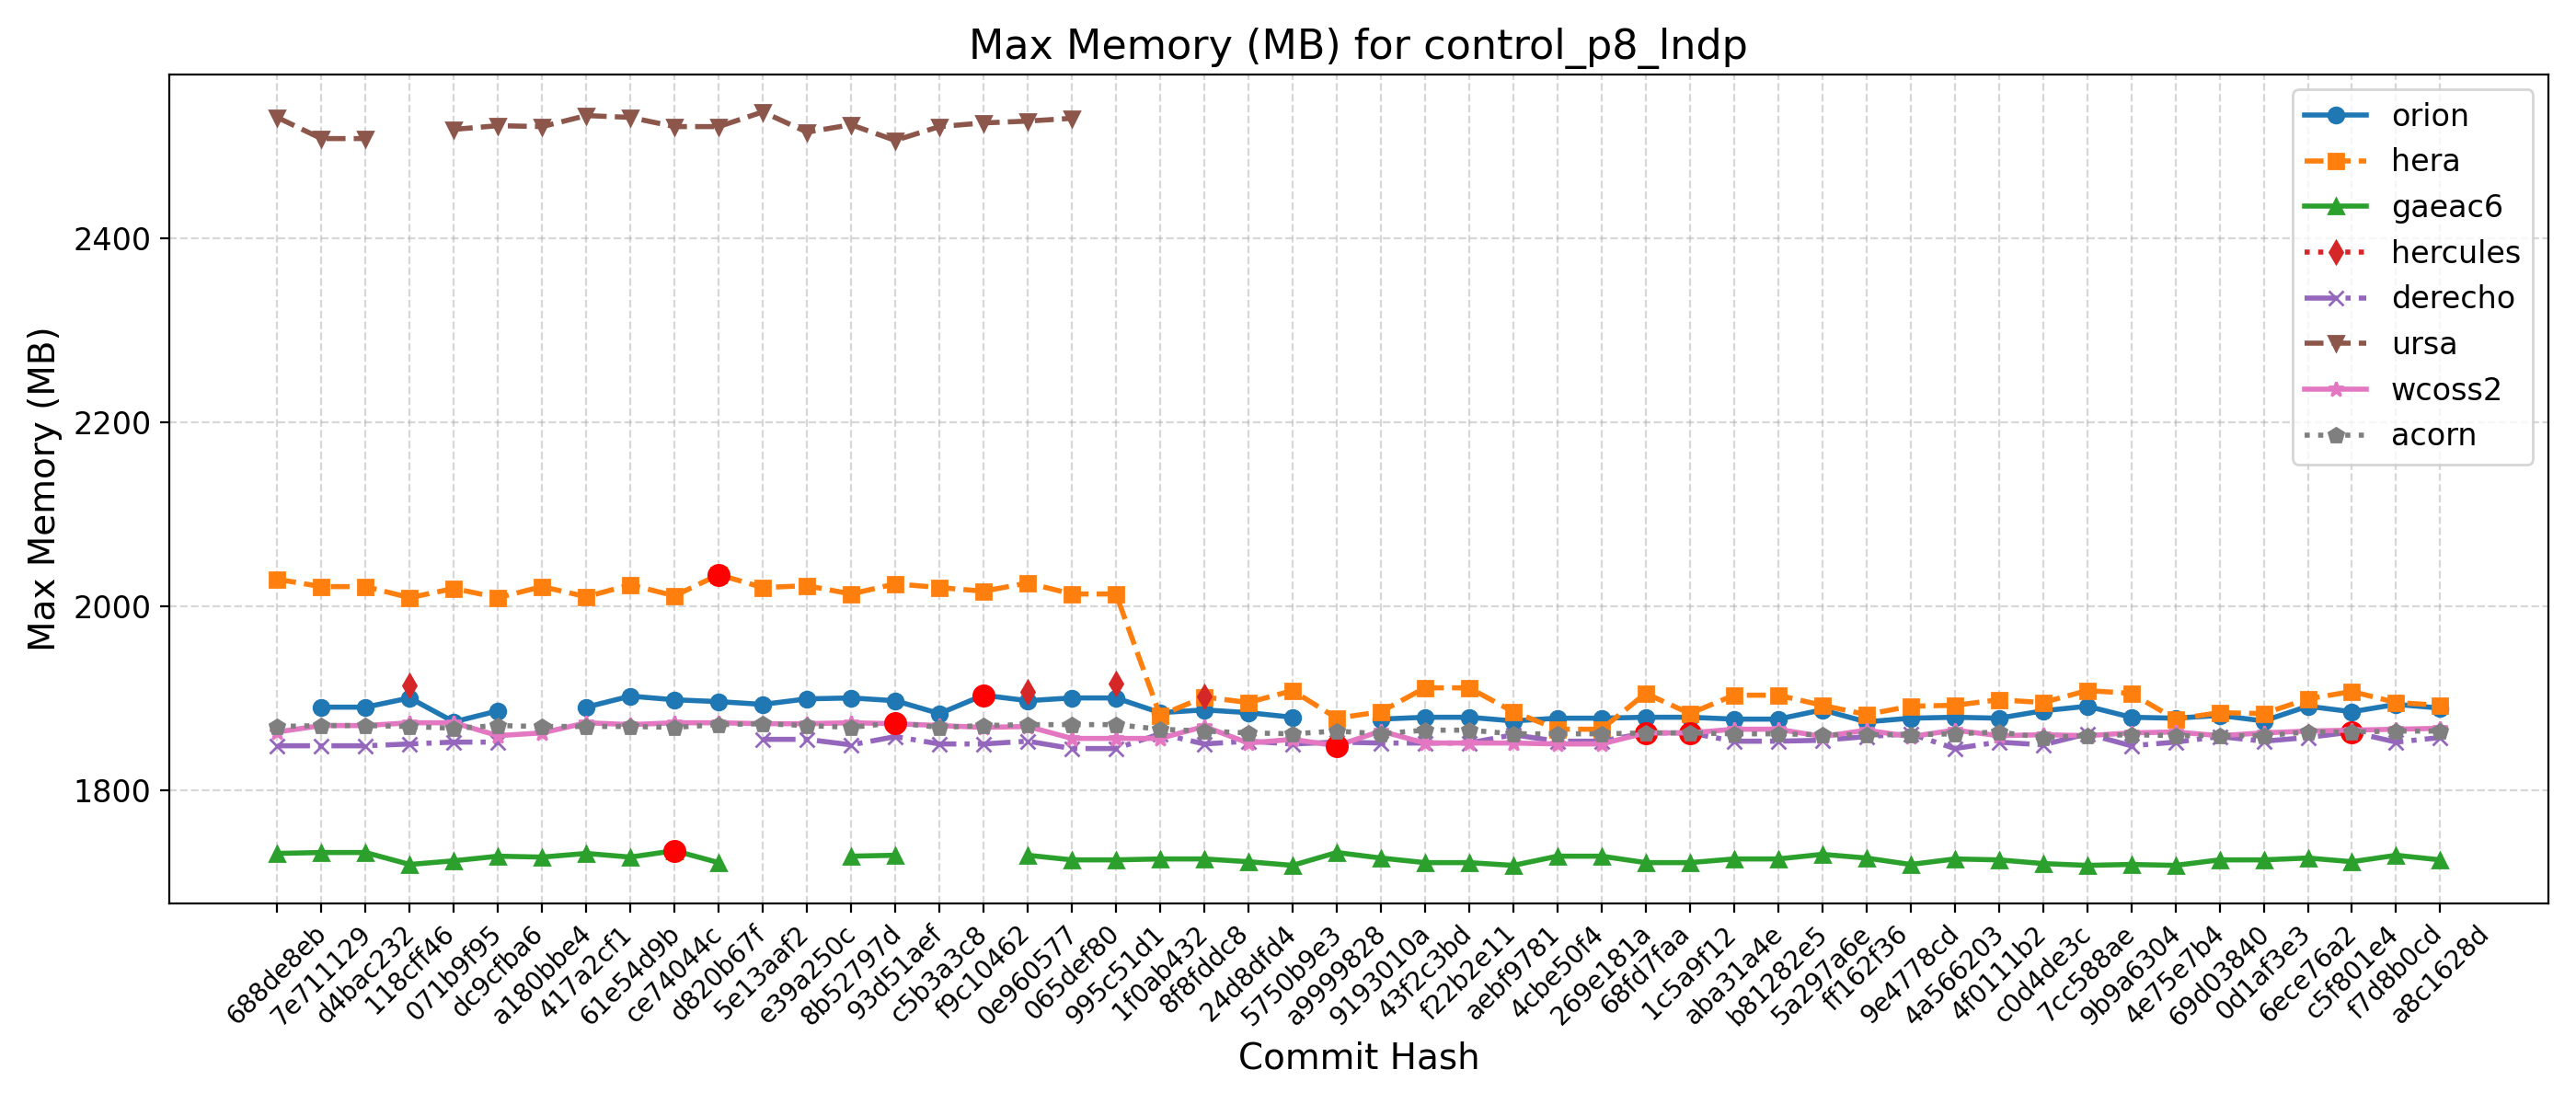 Max Memory (MB) for control_p8_lndp
Max Memory (MB)
2400
2200
2000
1800
orion
hera
gaeac6
hercules
derecho
ursa
wcoss2
acorn
688de8eb
7e711129
d4bac232
118cff46
071b9f95
dc9cfba6
a180bbe4
417a2cf1
61e54d9b
ce74044c
d820b67f
5e13aaf2
e39a250c
8b52797d
93d51aef
c5b3a3c8
f9c10462
0e960577
065def80
995c51d1
1f0ab432
8f8fddc8
24d8dfd4
5750b9e3
a9999828
9193010a
43f2c3bd
f22b2e11
aebf9781
4cbe50f4
269e181a
68fd7faa
1c5a9f12
aba31a4e
b81282e5
5a297a6e
ff162f36
9e4778cd
4a566203
4f0111b2
c0d4de3c
7cc588ae
9b9a6304
4e75e7b4
69d03840
0d1af3e3
6ece76a2
c5f801e4
f7d8b0cd
a8c1628d
Commit Hash